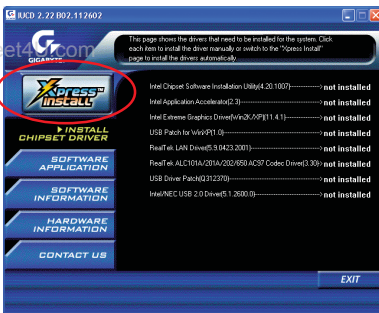 IUCD 2.22 B02.112602
G
GIGABYTE
This page shows the drivers that need to be installed for the system. Click
each item to install the driver manually or switch to the "Xpress Install"
page to install the drivers automatically
Xpress™
INSTALL
INSTALL
CHIPSET DRIVER
SOFTWARE
APPLICATION
SOFTWARE
INFORMATION
HARDWARE
INFORMATION
CONTACT US
Intel Chipset Software Installation Utility(4.20.1007)------------> not installed
Intel Application Accelerator(2.3)------------> not installed
Intel Extreme Graphics Driver[Win2K/XP](11.4.1)------------> not installed
USB Patch for WinXP(1.0)------------> not installed
RealTek LAN Driver(5.9.0423.2001)------------> not installed
RealTek ALC101A/201A/202/650 AC97 Codec Driver(3.30)--> not installed
USB Driver Patch(Q312370)------------> not installed
Intel/NEC USB 2.0 Driver(5.1.2600.0)------------> not installed
EXIT